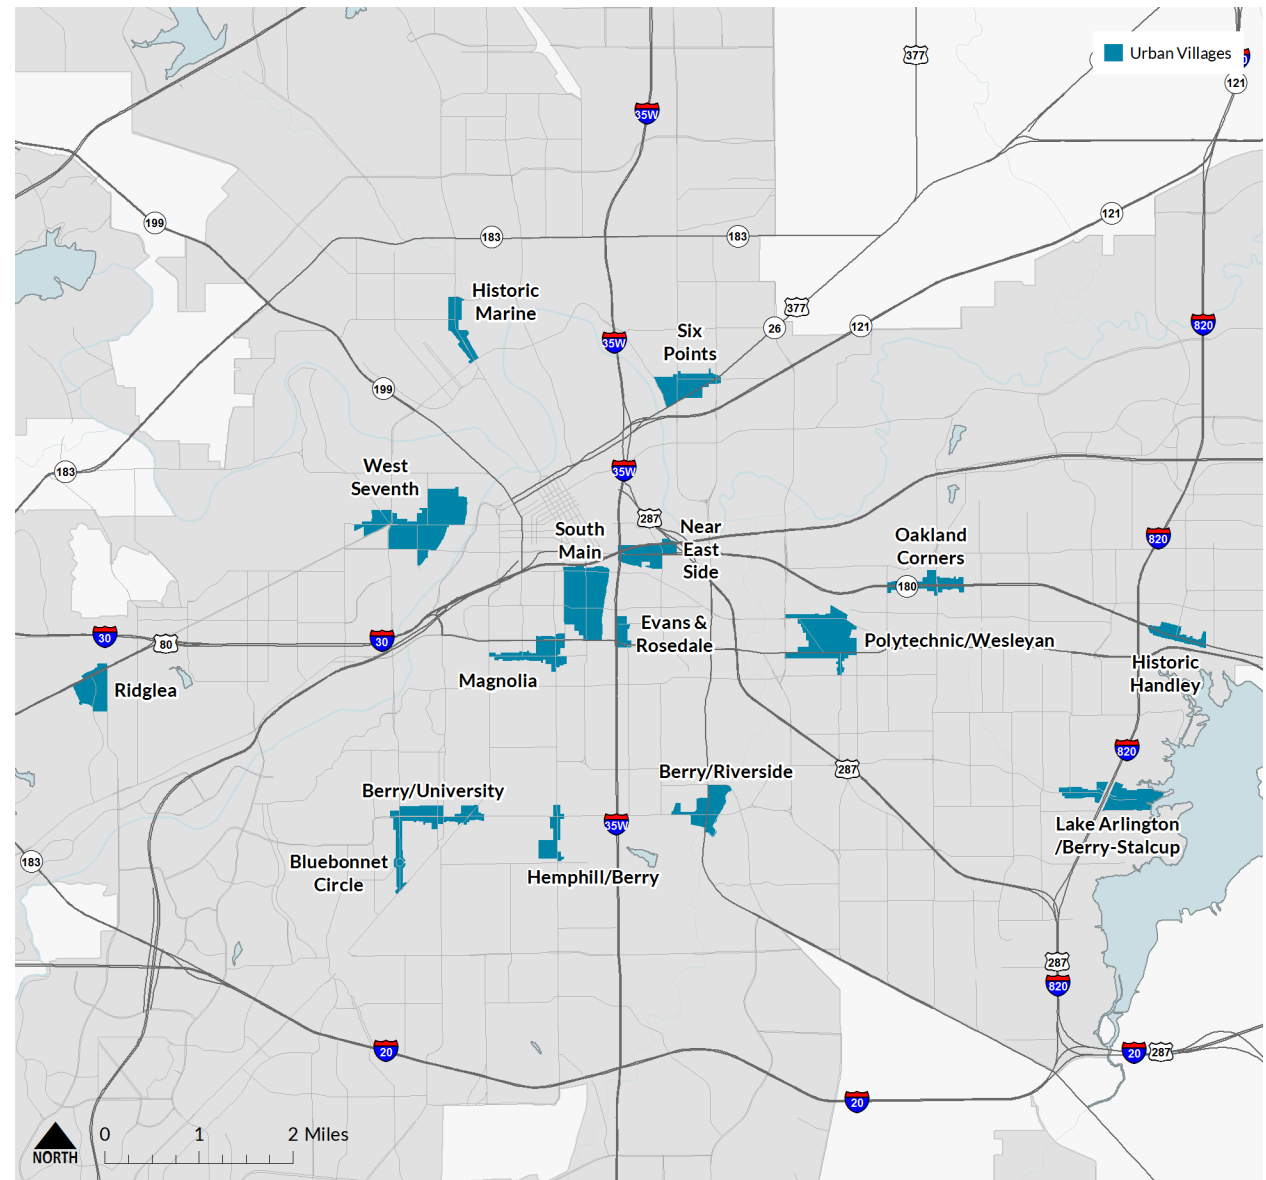 377
Urban Villages
121
35W
199
121
183
183
Historic
Marine
377
26
121
820
Six
Points
35W
199
183
West
Seventh
35W
287
South
Main
Near
East
Side
Oakland
Corners
820
180
30
80
30
Evans &
Rosedale
Polytechnic/Wesleyan
Historic
Handley
Magnolia
Ridglea
820
287
Berry/Riverside
Berry/University
35W
Lake Arlington
/Berry-Stalcup
183
Bluebonnet
Circle
Hemphill/Berry
287
820
20
20
287
20
NORTH
0 1 2 Miles